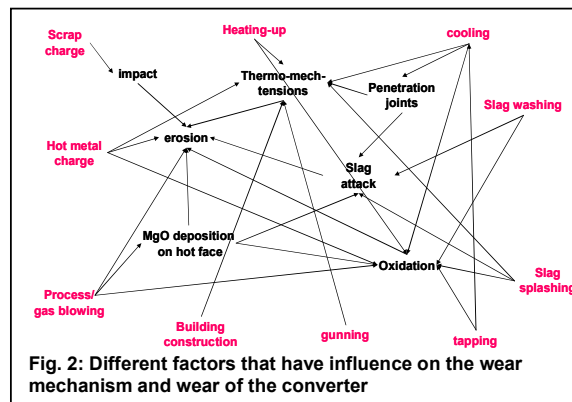 Scrap
charge
Heating-up
cooling
impact
Thermo-mech-
tensions
Penetration
joints
Slag washing
Hot metal
charge
erosion
Slag
attack
MgO deposition
on hot face
Oxidation
Process/
gas blowing
Slag
splashing
Building
construction
gunning
tapping
Fig. 2: Different factors that have influence on the wear
mechanism and wear of the converter